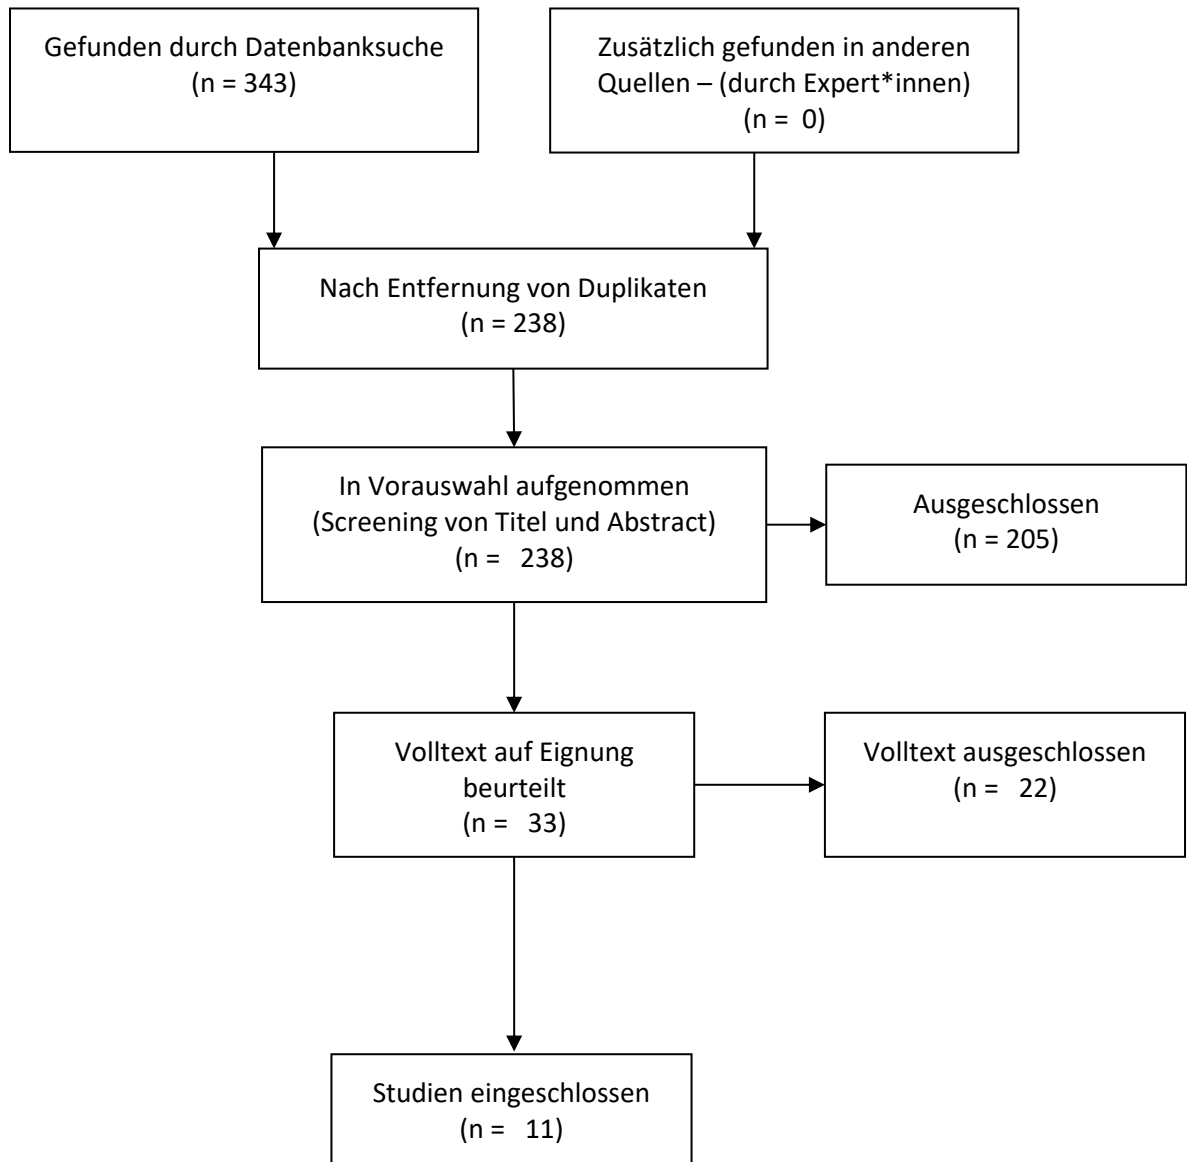 Gefunden durch Datenbanksuche
(n = 343)
Zusätzlich gefunden in anderen
Quellen – (durch Expert*innen)
(n = 0)
Nach Entfernung von Duplikaten
(n = 238)
In Vorauswahl aufgenommen
(Screening von Titel und Abstract)
(n = 238)
Ausgeschlossen
(n = 205)
Volltext auf Eignung
beurteilt
(n = 33)
Volltext ausgeschlossen
(n = 22)
Studien eingeschlossen
(n = 11)